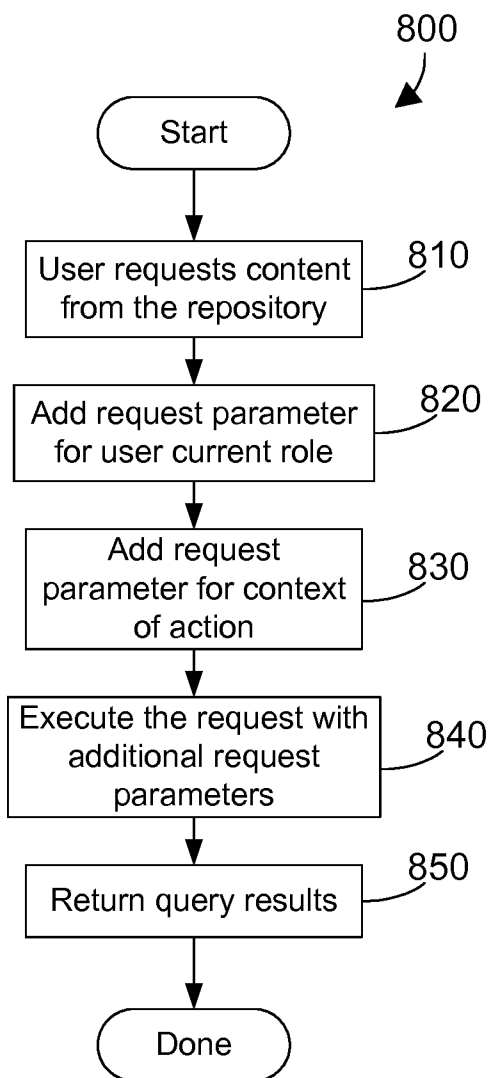 800
Start
User requests content
from the repository
810
Add request parameter
for user current role
820
Add request
parameter for context
of action
830
Execute the request with
additional request
parameters
840
Return query results
850
Done